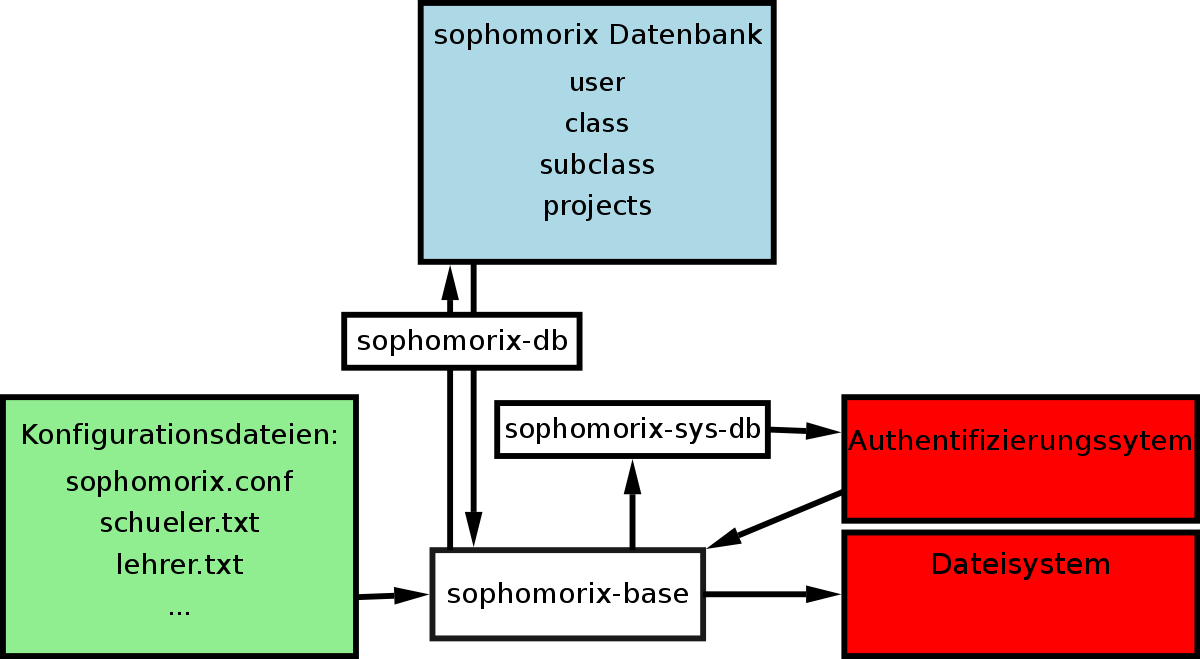 sophomorix Datenbank
user
class
subclass
projects
sophomorix-db
Konfigurationsdateien:
sophomorix.conf
schueler.txt
lehrer.txt
...
sophomorix-sys-db
Authentifizierungssytem
sophomorix-base
Dateisystem